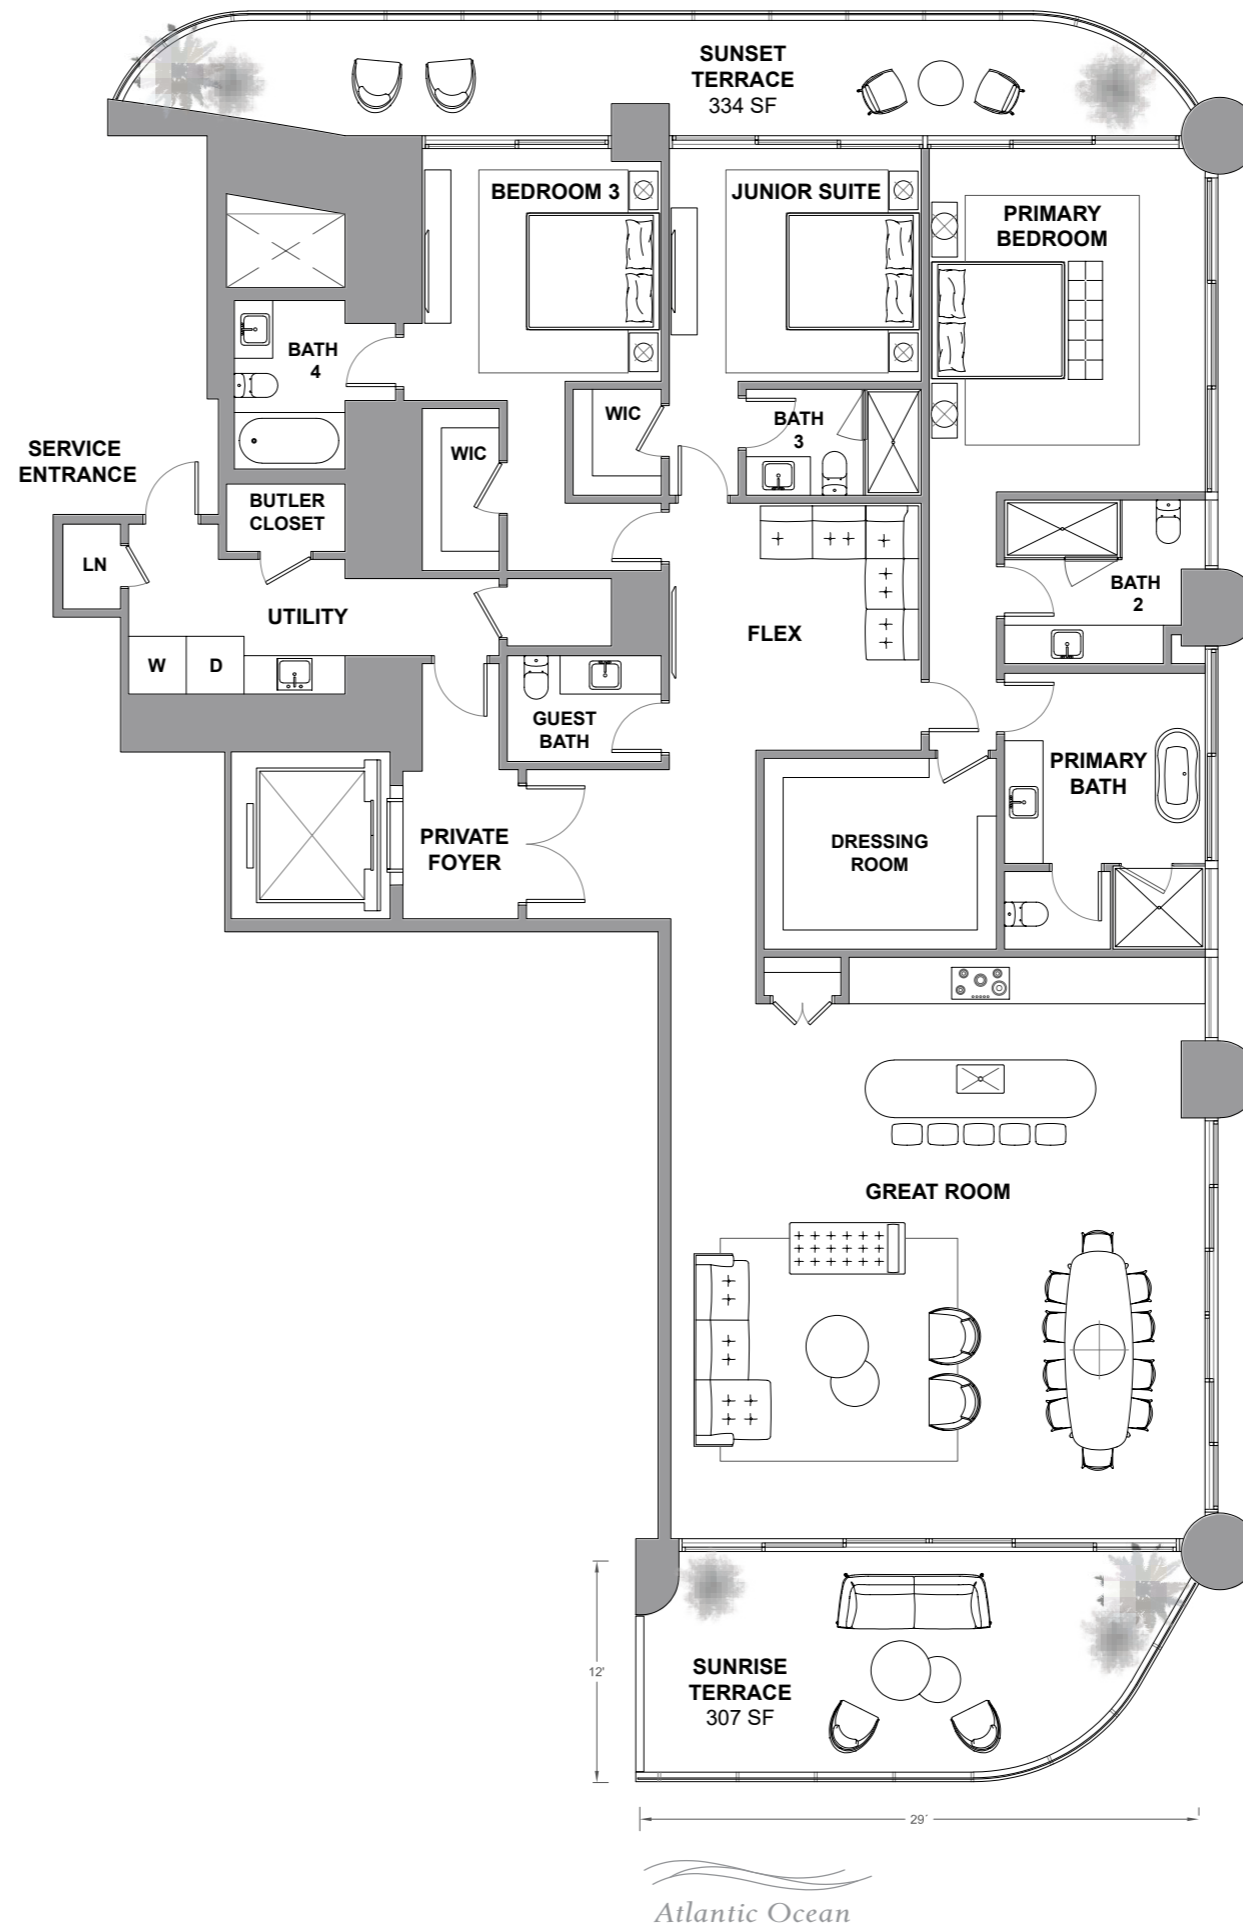 SUNSET
TERRACE
334 SF
BEDROOM 3
JUNIOR SUITE
PRIMARY
BEDROOM
BATH
4
WIC
WIC
BATH
3
SERVICE
ENTRANCE
BUTLER
CLOSET
LN
UTILITY
W
D
FLEX
BATH
2
GUEST
BATH
PRIMARY
BATH
PRIVATE
FOYER
DRESSING
ROOM
GREAT ROOM
SUNRISE
TERRACE
307 SF
12'
29'
Atlantic Ocean